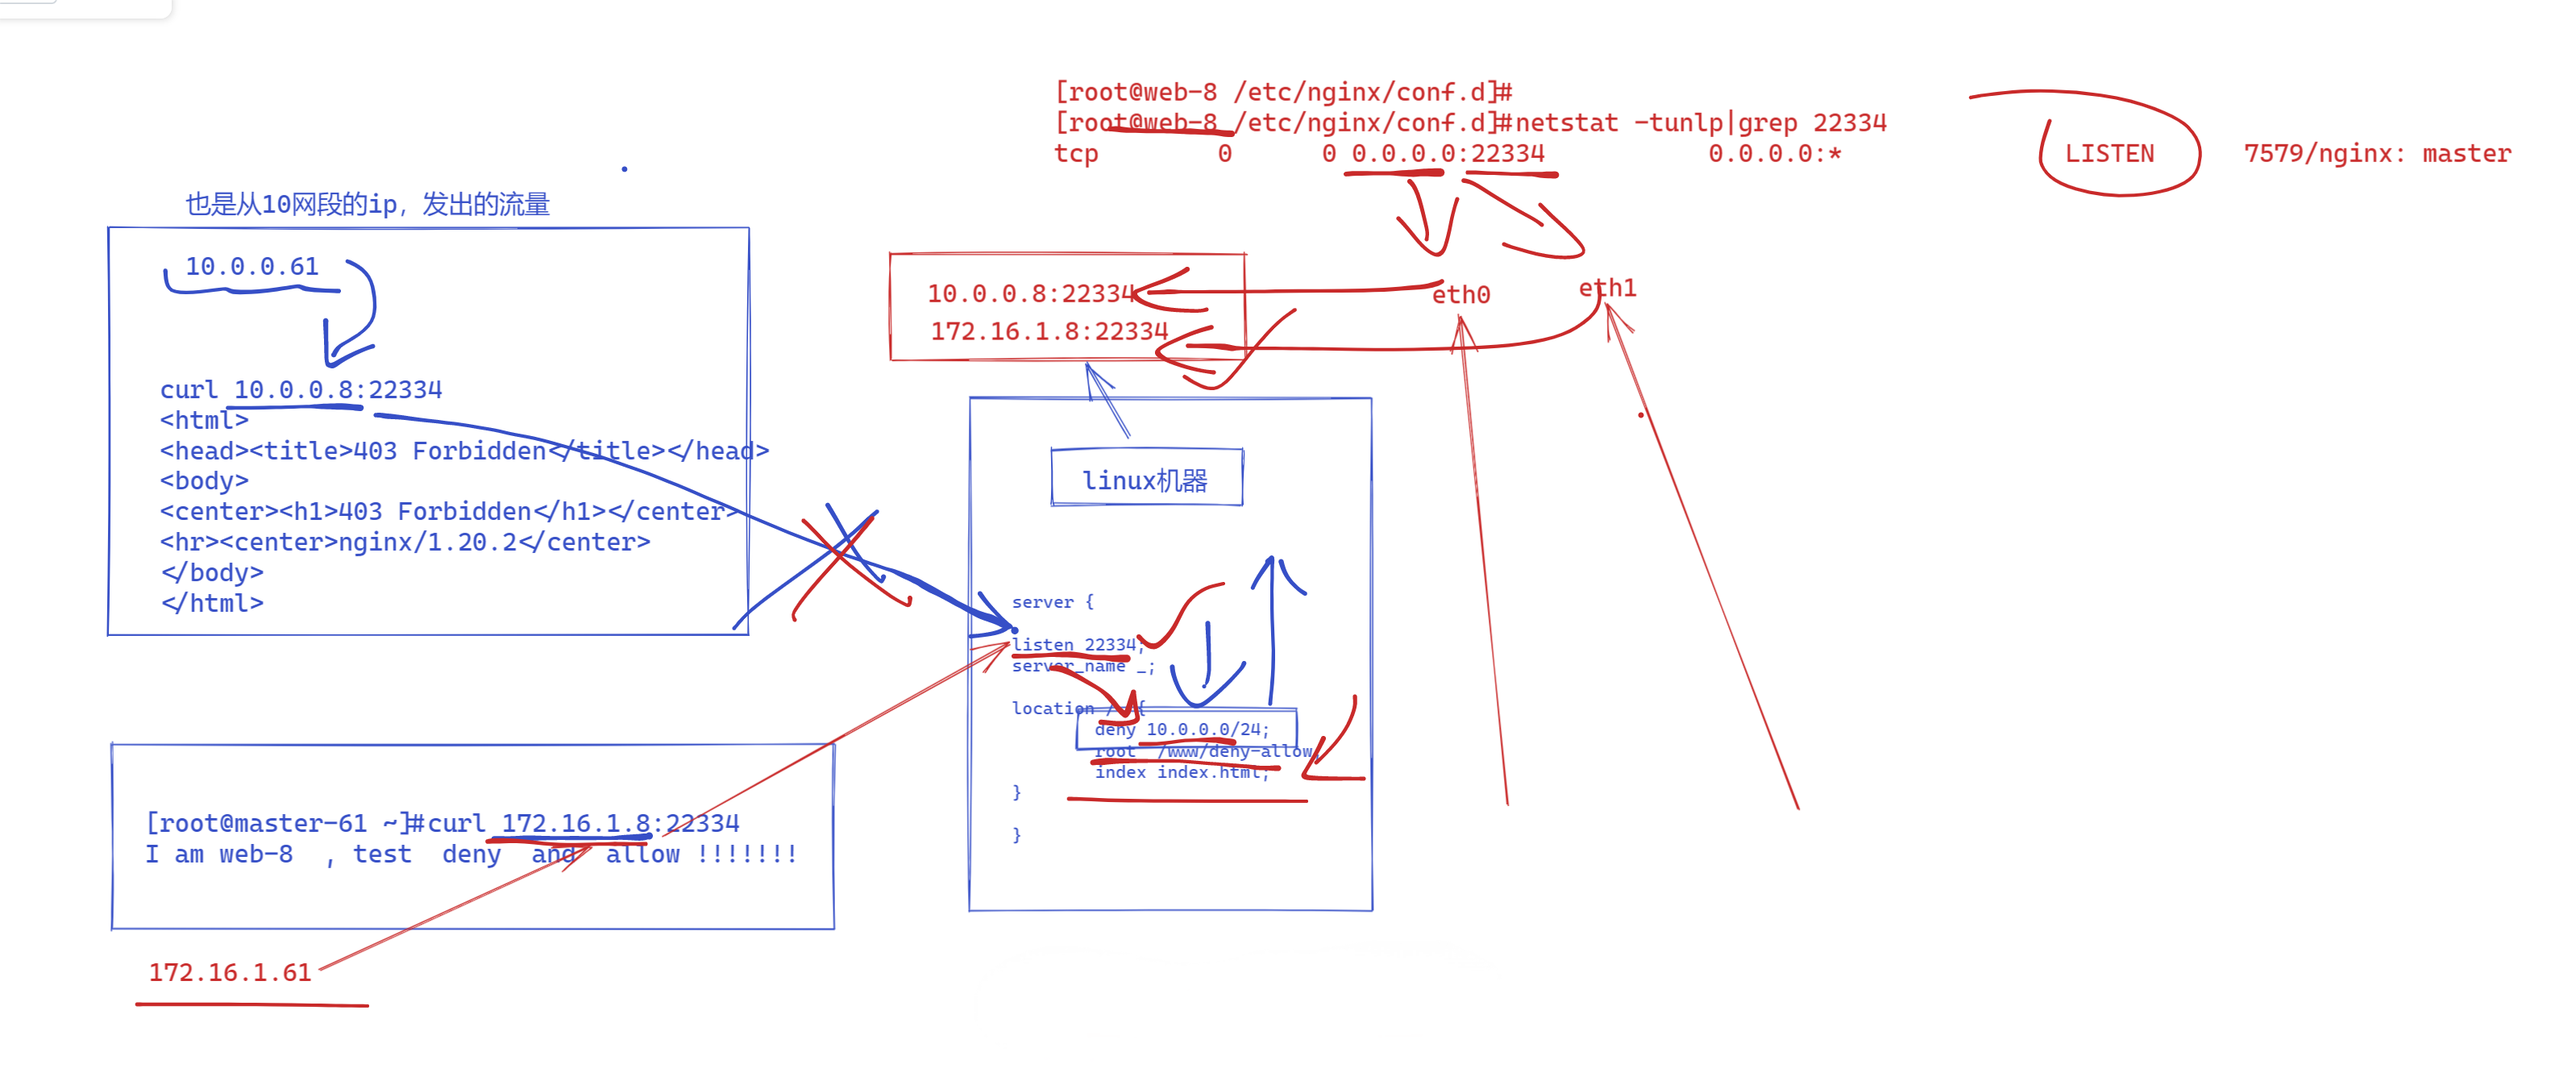 [root@web-8 /etc/nginx/conf.d]#
[root@web-8 /etc/nginx/conf.d]#netstat -tunlp|grep 22334
tcp 0 0 0.0.0.0:22334 0.0.0.0:* LISTEN 7579/nginx: master
也是从10网段的ip，发出的流量
10.0.0.61
curl 10.0.0.8:22334
<html>
<head><title>403 Forbidden</title></head>
<body>
<center><h1>403 Forbidden</h1></center>
<hr><center>nginx/1.20.2</center>
</body>
</html>
10.0.0.8:22334
172.16.1.8:22334
eth0
eth1
linux机器
server {
listen 22334;
server_name _;
location / {
deny 10.0.0.0/24;
root /www/deny-allow;
index index.html;
}
}
[root@master-61 ~]#curl 172.16.1.8:22334
I am web-8 , test deny and allow !!!!!!!
172.16.1.61